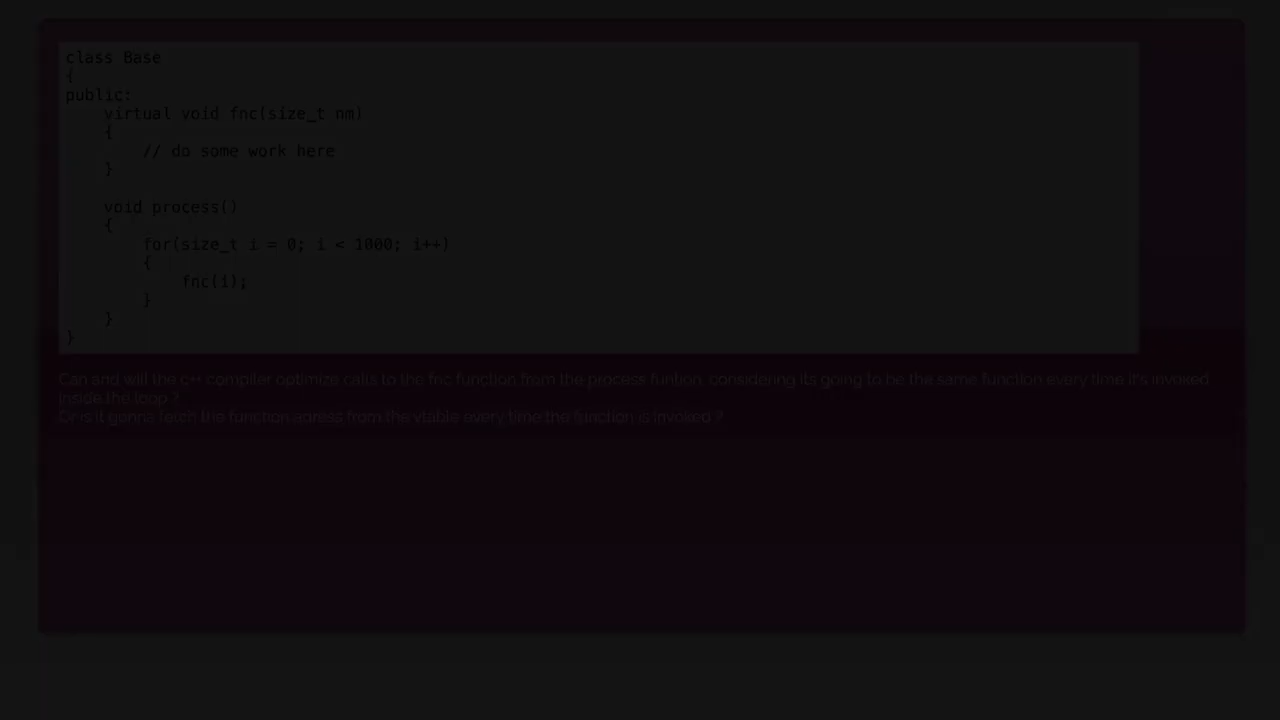 class Base
{
public:
    virtual void fnc(size_t nm)
    {
        // do some work here
    }

    void process()
    {
        for(size_t i = 0; i < 1000; i++)
        {
            fnc(i);
        }
    }
}
Can and will the c++ compiler optimize calls to the fnc function from the process funtion, considering its going to be the same function every time it's invoked
inside the loop ?
Or is it gonna fetch the function adress from the vtable every time the function is invoked ?